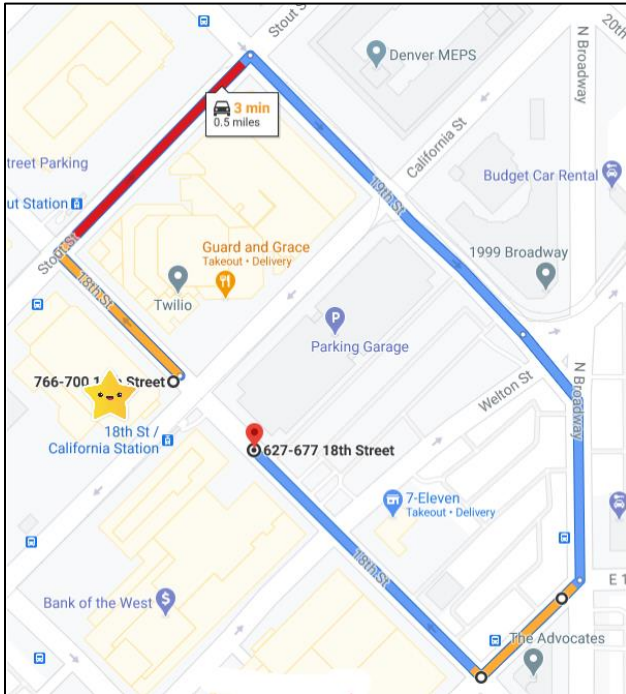 Stout St
20th
N Broadway
Denver MEPS
3 min
0.5 miles
California St
treet Parking
19th St
Budget Car Rental
ut Station
Stout St
Guard and Grace
Takeout • Delivery
1999 Broadway
18th St
Twilio
P
Parking Garage
766-700 1 th Street
Welton St
N Broadway
18th St /
California Station
627-677 18th Street
7-Eleven
Takeout • Delivery
18th St
E 1
Bank of the West
$
The Advocates